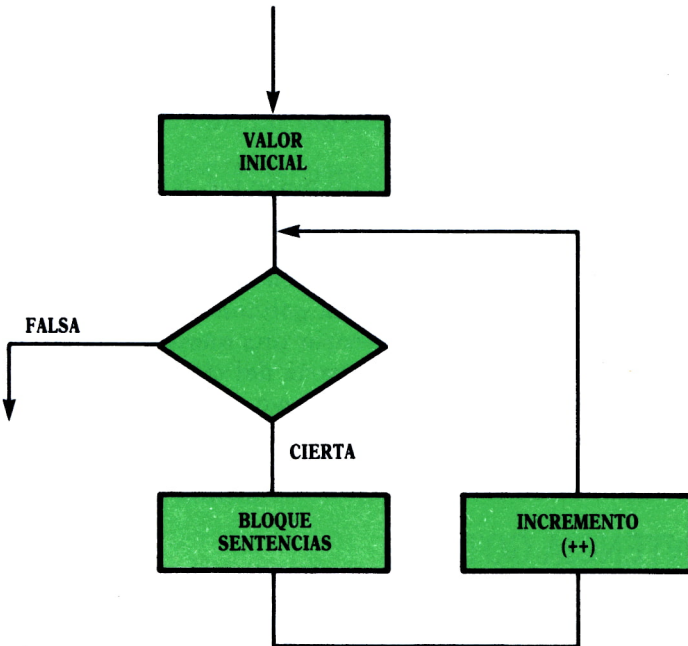 VALOR
INICIAL
FALSA
CIERTA
BLOQUE
SENTENCIAS
INCREMENTO
(++)